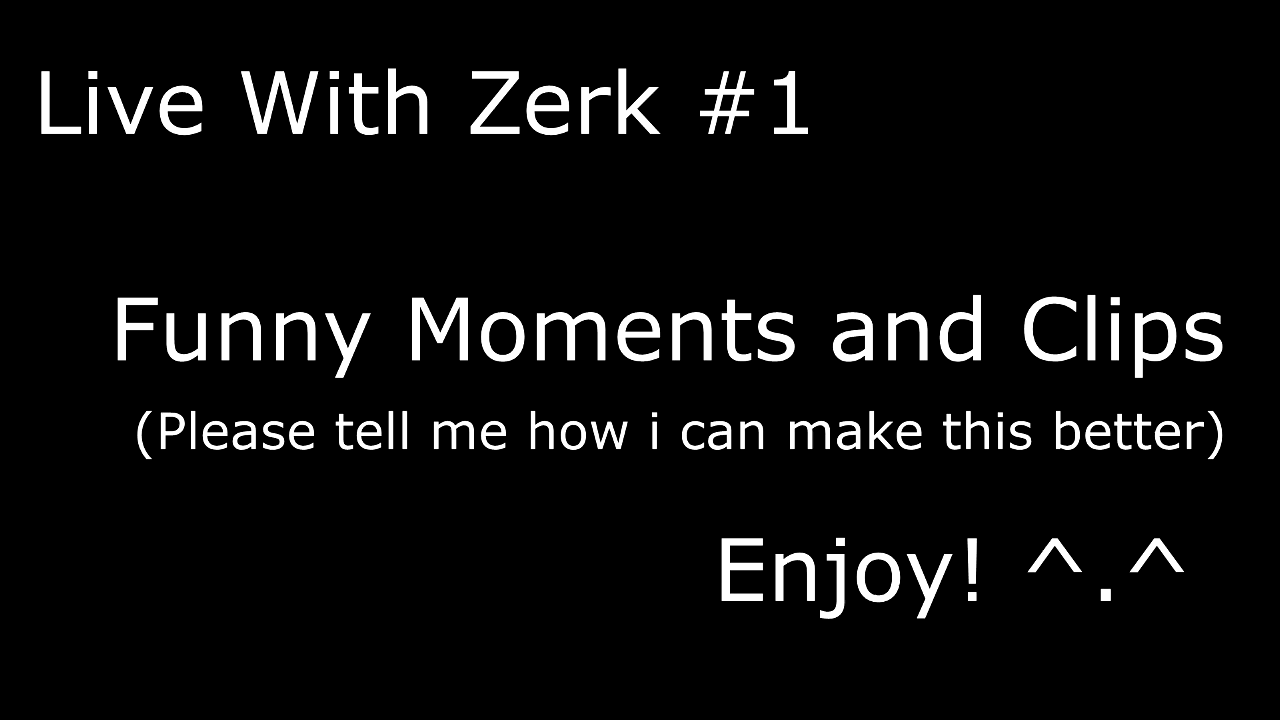 Live With Zerk #1
Funny Moments and Clips
(Please tell me how i can make this better)
Enjoy! ^.^